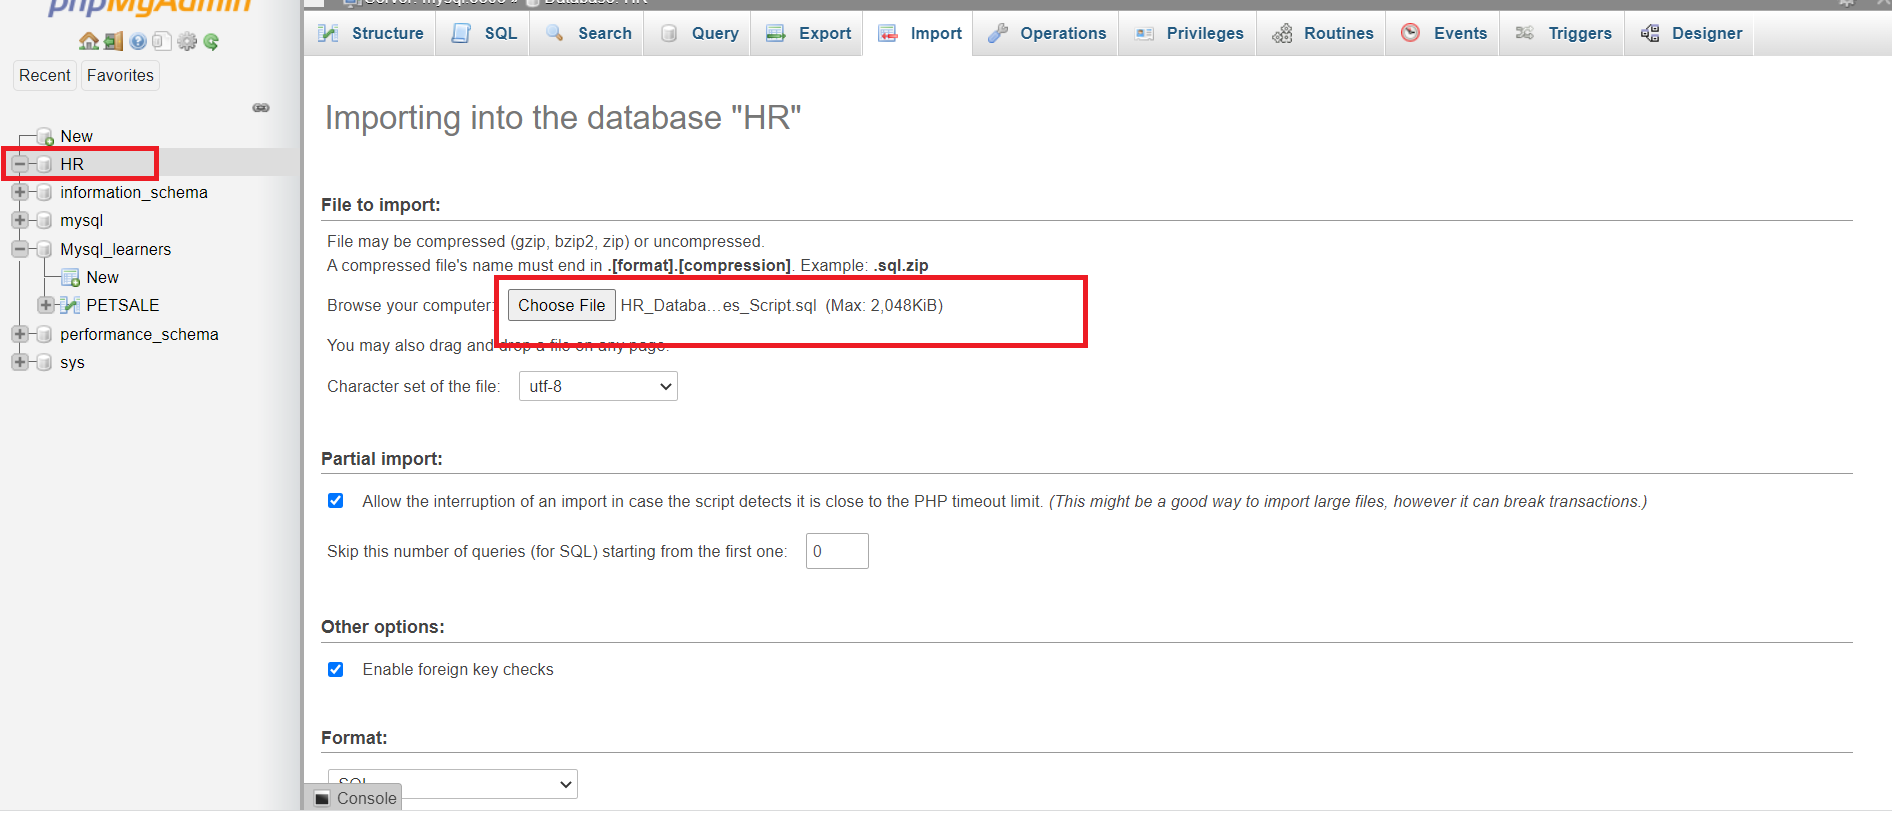 phpMyAdmin
Server: mysql:3306 » Database: HR
Structure SQL Search Query Export Import Operations Privileges Routines Events Triggers Designer
Recent Favorites
New
HR
information_schema
mysql
Mysql_learners
New
PETSALE
performance_schema
sys
Importing into the database "HR"
File to import:
File may be compressed (gzip, bzip2, zip) or uncompressed.
A compressed file's name must end in .[format].[compression]. Example: .sql.zip
Browse your computer: Choose File HR_Databa...es_Script.sql (Max: 2,048KiB)
You may also drag and drop a file on any page.
Character set of the file: utf-8
Partial import:
Allow the interruption of an import in case the script detects it is close to the PHP timeout limit. (This might be a good way to import large files, however it can break transactions.)
Skip this number of queries (for SQL) starting from the first one: 0
Other options:
Enable foreign key checks
Format:
SQL
Console